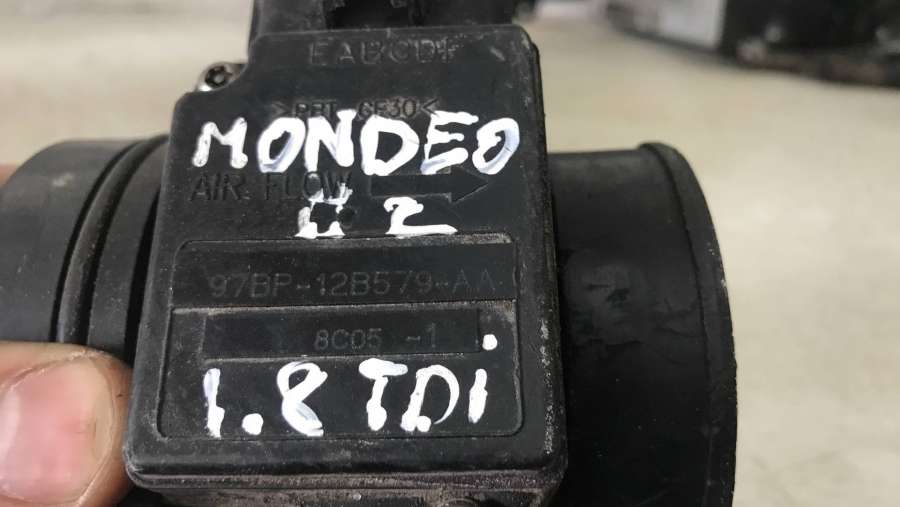 EABCDF
>PBT GF30<
MONDEO
AIR FLOW
2
97BP-12B579-AA
8C05 -1
1.8 TDi